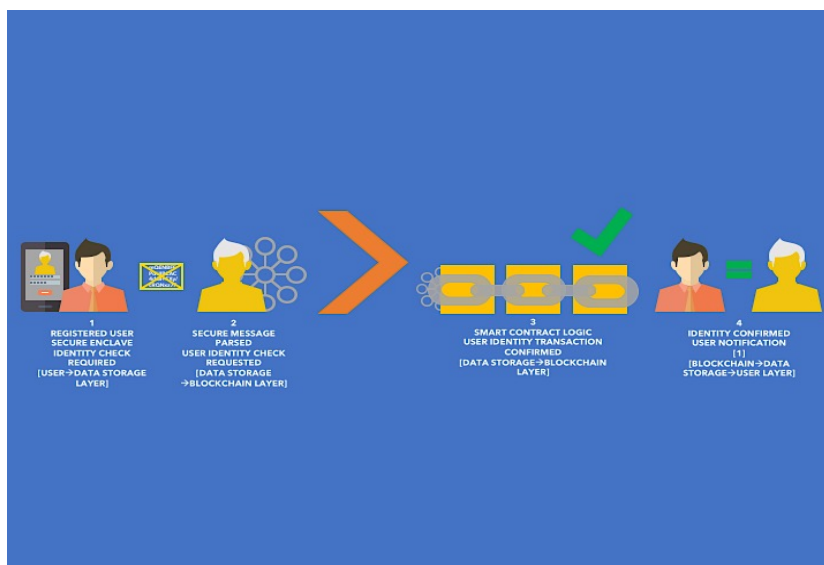 1
REGISTERED USER
SECURE ENCLAVE
IDENTITY CHECK
REQUIRED
[USER→DATA STORAGE
LAYER]
2
SECURE MESSAGE
PARSED
USER IDENTITY CHECK
REQUESTED
[DATA STORAGE
→BLOCKCHAIN LAYER]
3
SMART CONTRACT LOGIC
USER IDENTITY TRANSACTION
CONFIRMED
[DATA STORAGE→BLOCKCHAIN
LAYER]
4
IDENTITY CONFIRMED
USER NOTIFICATION
[1]
[BLOCKCHAIN→DATA
STORAGE→USER LAYER]